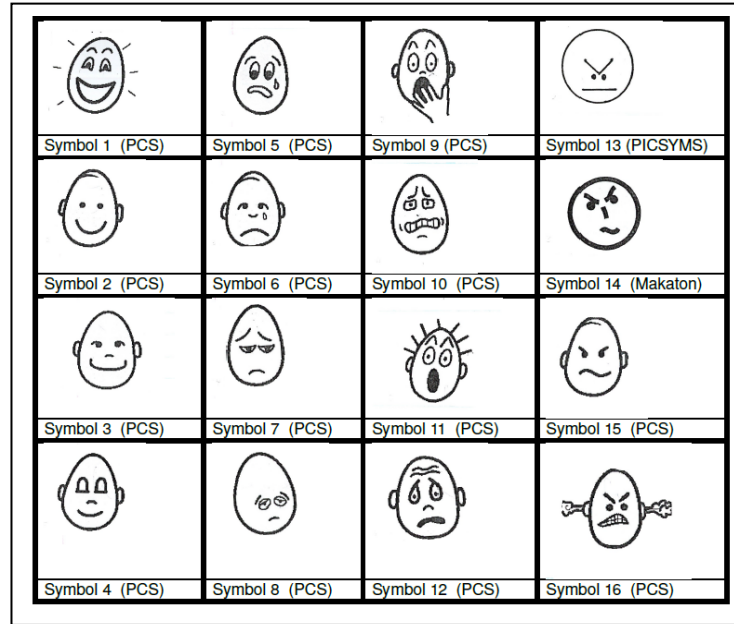 Symbol 1 (PCS)
Symbol 5 (PCS)
Symbol 9 (PCS)
Symbol 13 (PICSYMS)
Symbol 2 (PCS)
Symbol 6 (PCS)
Symbol 10 (PCS)
Symbol 14 (Makaton)
Symbol 3 (PCS)
Symbol 7 (PCS)
Symbol 11 (PCS)
Symbol 15 (PCS)
Symbol 4 (PCS)
Symbol 8 (PCS)
Symbol 12 (PCS)
Symbol 16 (PCS)